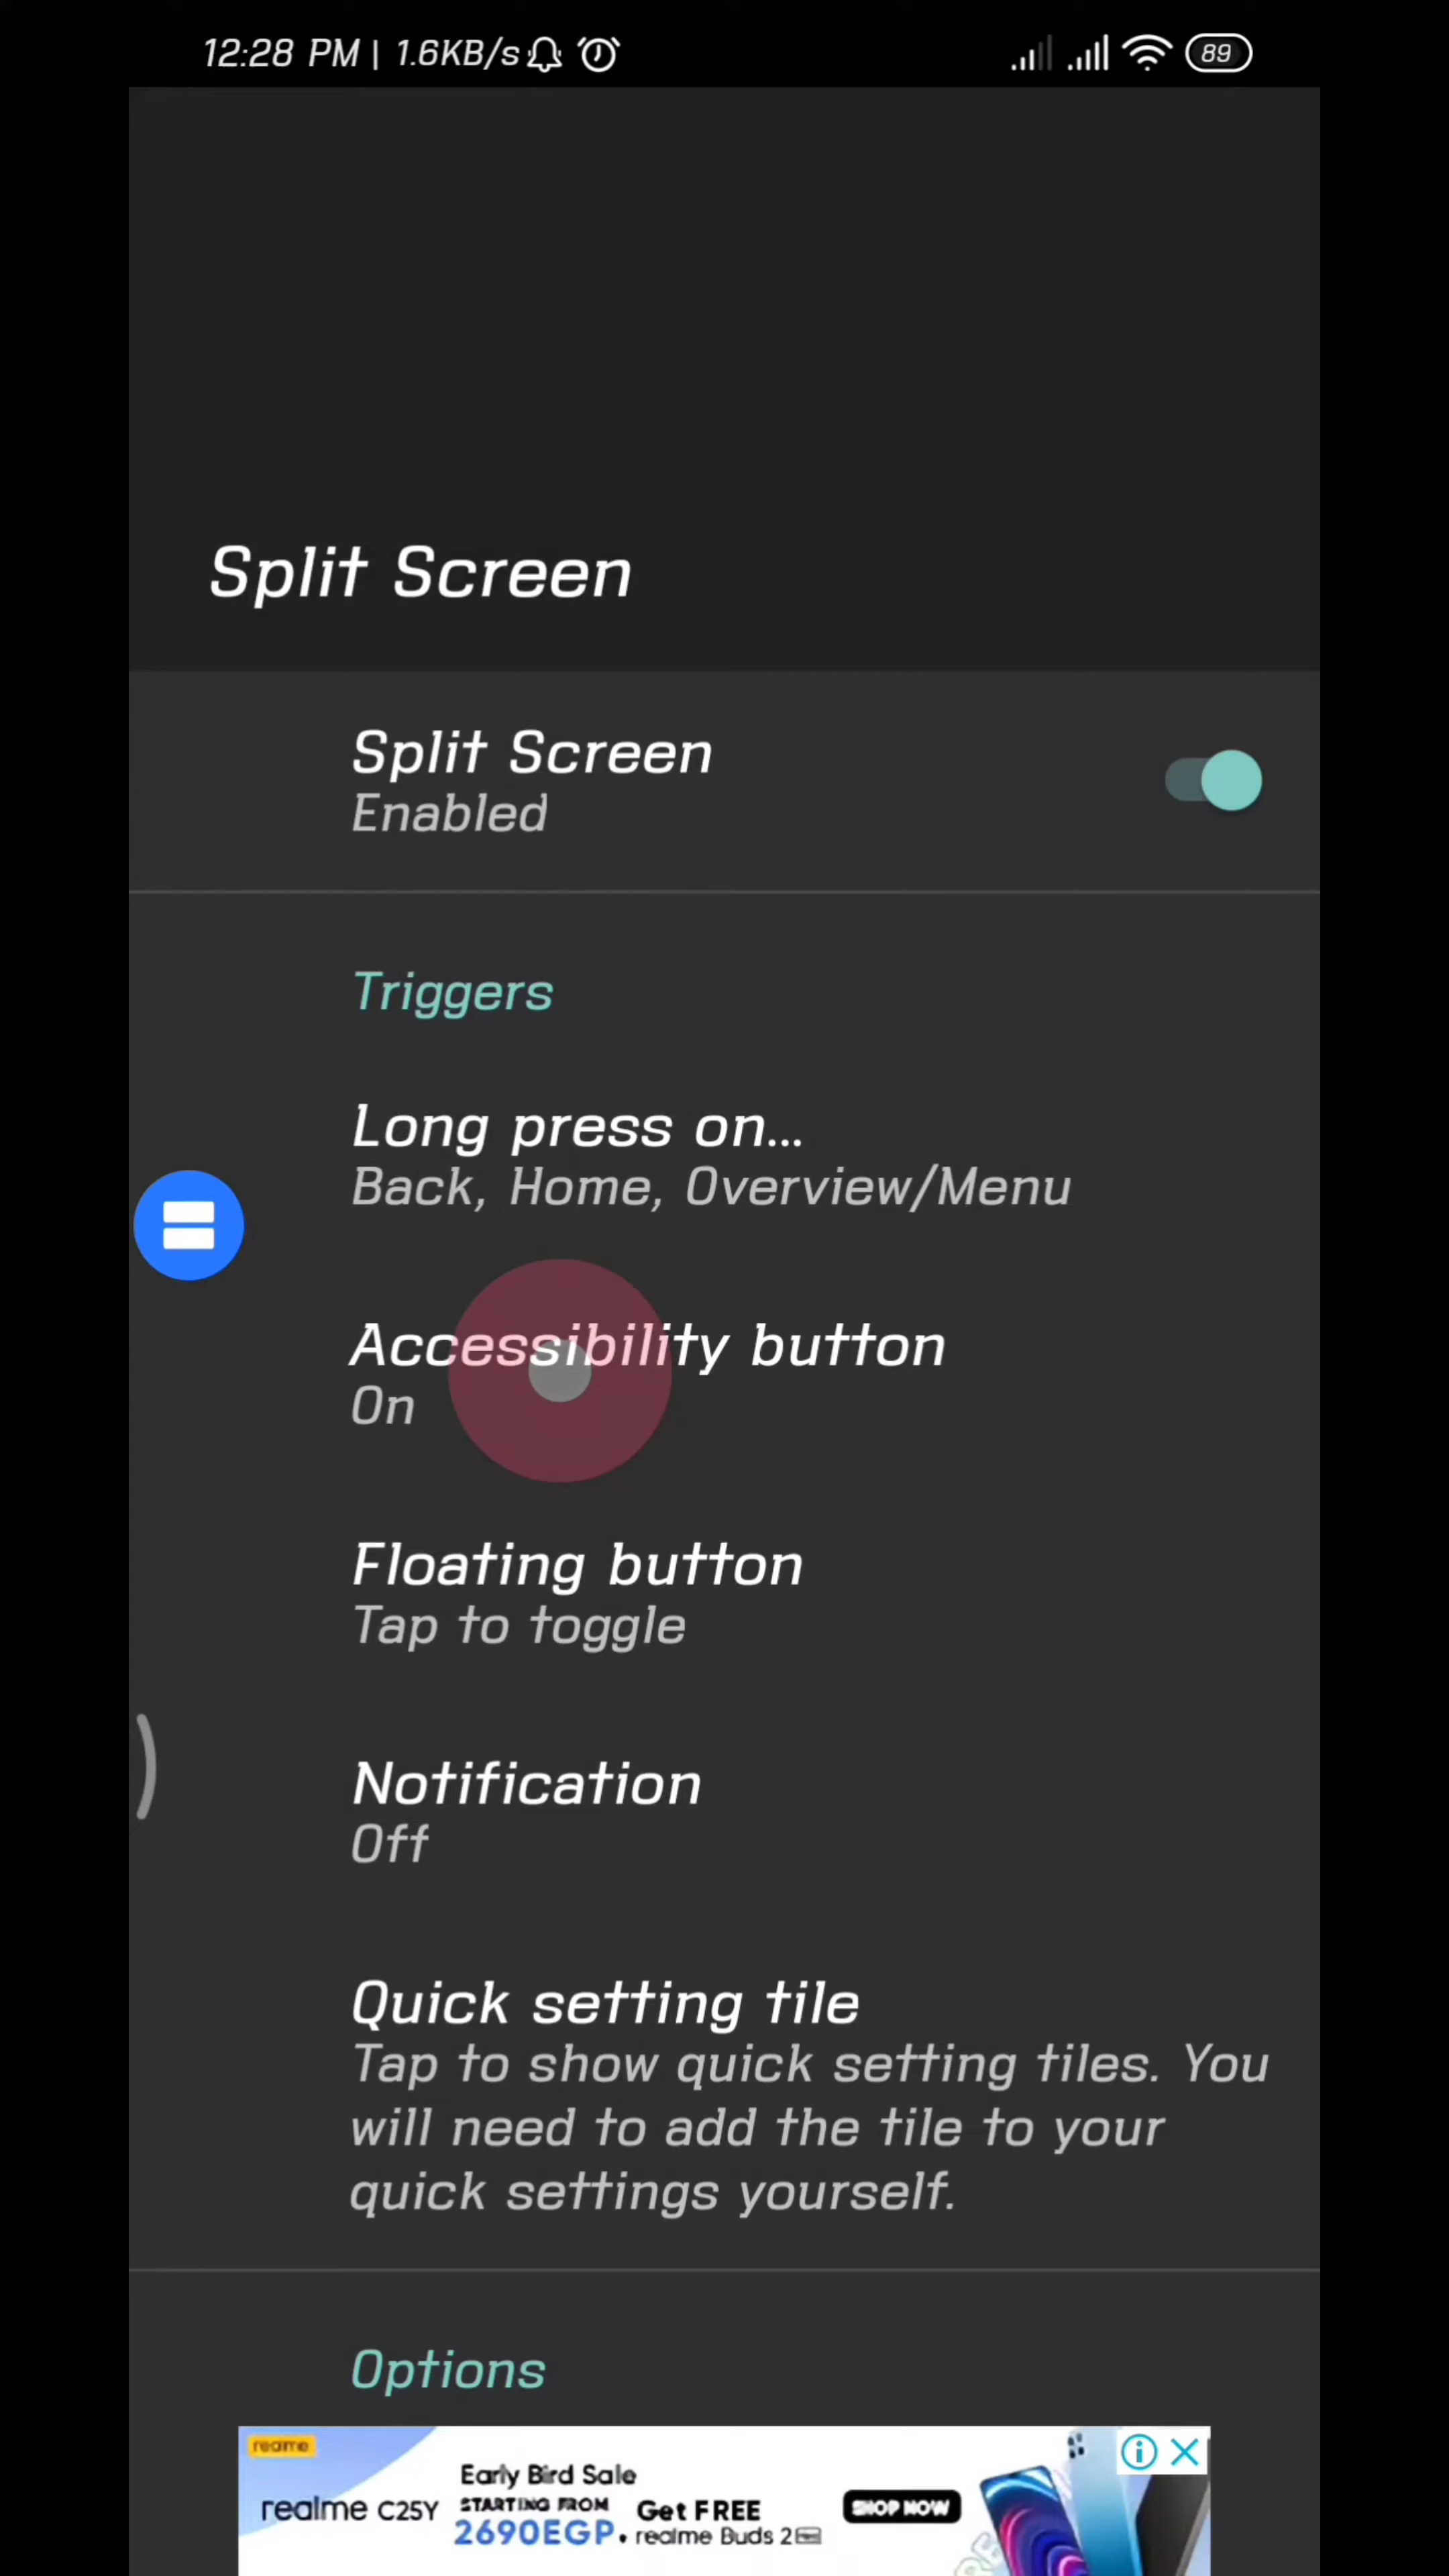 12:28 PM | 1.6KB/s 89
Split Screen
Split Screen
Enabled
Triggers
Long press on...
Back, Home, Overview/Menu
Accessibility button
On
Floating button
Tap to toggle
Notification
Off
Quick setting tile
Tap to show quick setting tiles. You
will need to add the tile to your
quick settings yourself.
Options
realme
realme C25Y
Early Bird Sale
STARTING FROM
2690EGP.
Get FREE
realme Buds 2
SHOP NOW